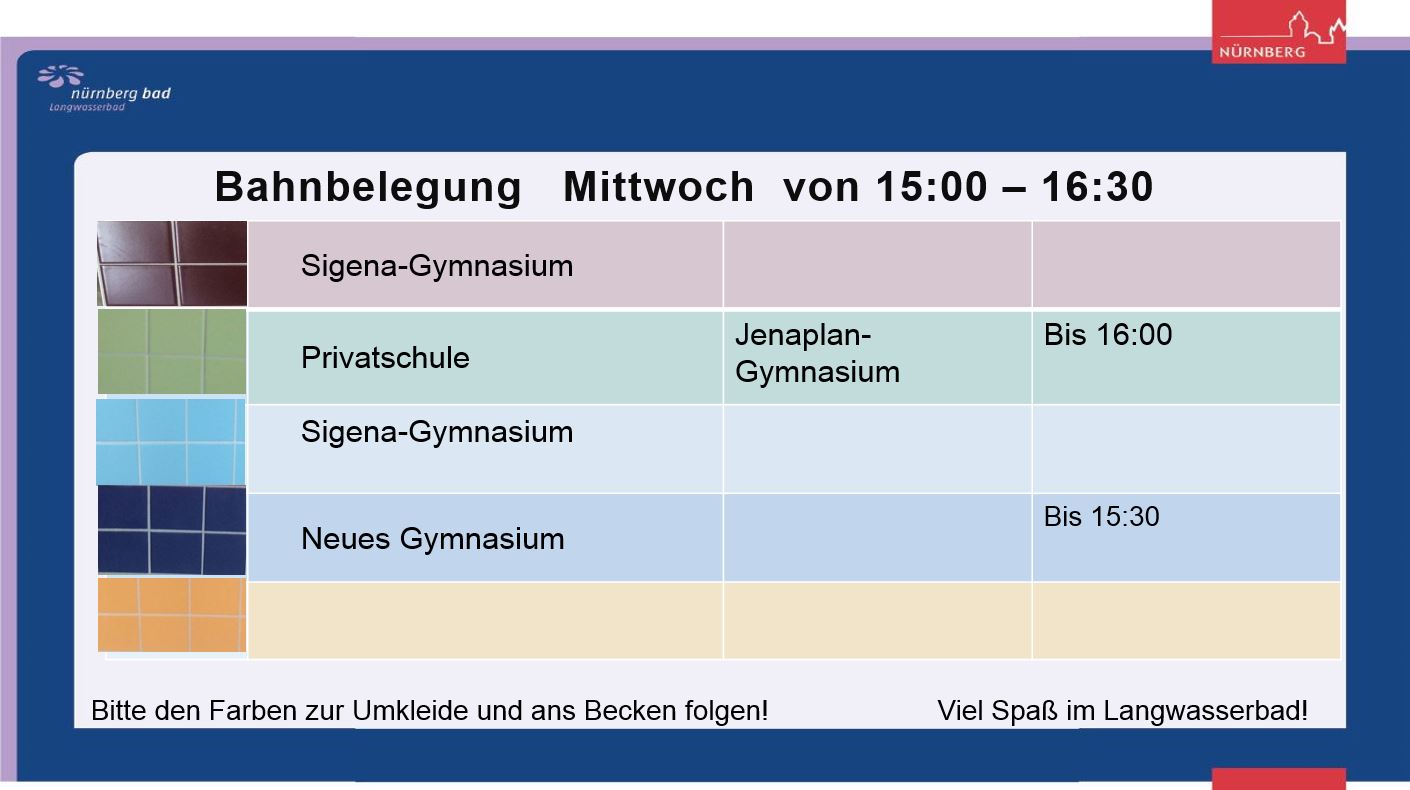 NÜRNBERG
nürnberg bad
Langwasserbad
Bahnbelegung Mittwoch von 15:00 – 16:30
Sigena-Gymnasium
Privatschule
Jenaplan-
Gymnasium
Bis 16:00
Sigena-Gymnasium
Neues Gymnasium
Bis 15:30
Bitte den Farben zur Umkleide und ans Becken folgen!
Viel Spaß im Langwasserbad!